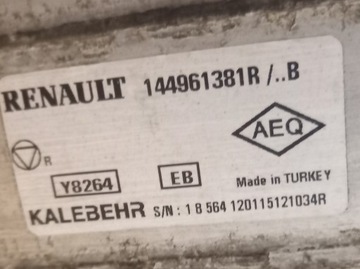 RENAULT 144961381R /..B
AEQ
R
Y8264 EB Made in TURKEY
KALEBEHR S/N : 1 8 564 120115121034R